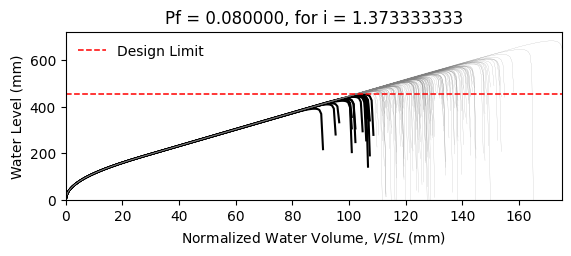 Pf = 0.080000, for i = 1.373333333
Design Limit
Water Level (mm)
600
400
200
0
0 20 40 60 80 100 120 140 160
Normalized Water Volume, V/SL (mm)